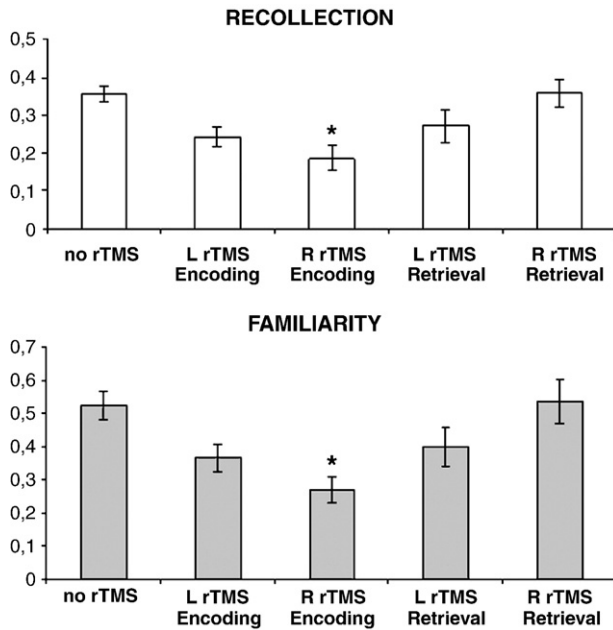 RECOLLECTION
0,5
0,4
0,3
0,2
0,1
0
*
no rTMS
L rTMS
Encoding
R rTMS
Encoding
L rTMS
Retrieval
R rTMS
Retrieval
FAMILIARITY
0,7
0,6
0,5
0,4
0,3
0,2
0,1
0
*
no rTMS
L rTMS
Encoding
R rTMS
Encoding
L rTMS
Retrieval
R rTMS
Retrieval